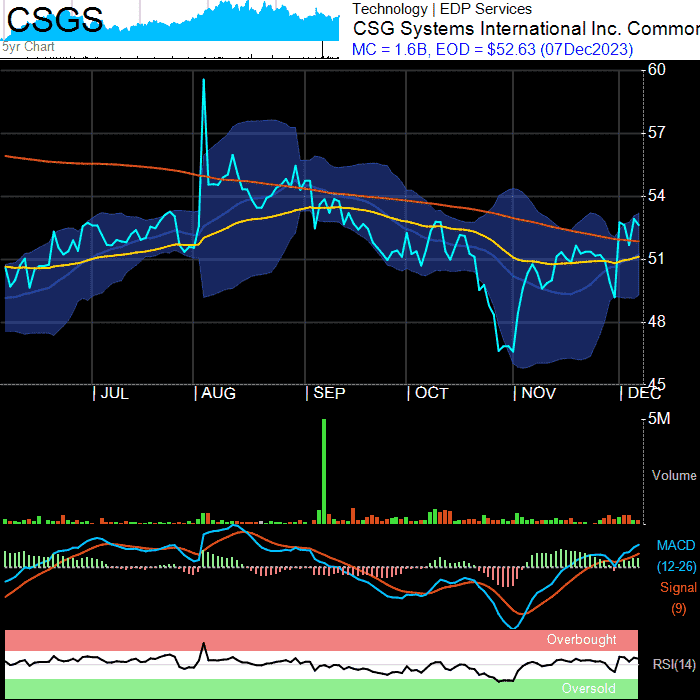 CSGS
5yr Chart
Technology | EDP Services
CSG Systems International Inc. Common
MC = 1.6B, EOD = $52.63 (07Dec2023)
60
57
54
51
48
45
JUL
AUG
SEP
OCT
NOV
DEC
5M
Volume
MACD
(12-26)
Signal
(9)
Overbought
RSI(14)
Oversold